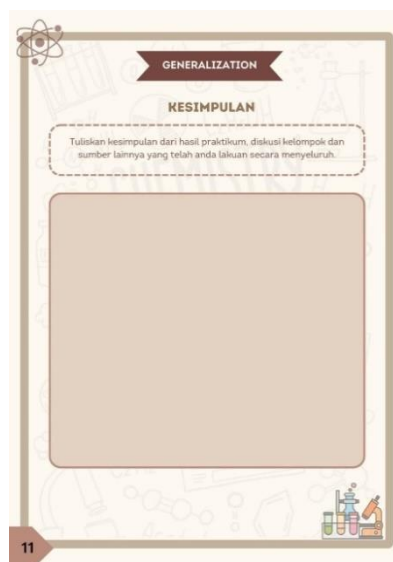 GENERALIZATION
KESIMPULAN
Tuliskan kesimpulan dari hasil praktikum, diskusi kelompok dan
sumber lainnya yang telah anda lakuan secara menyeluruh.
11